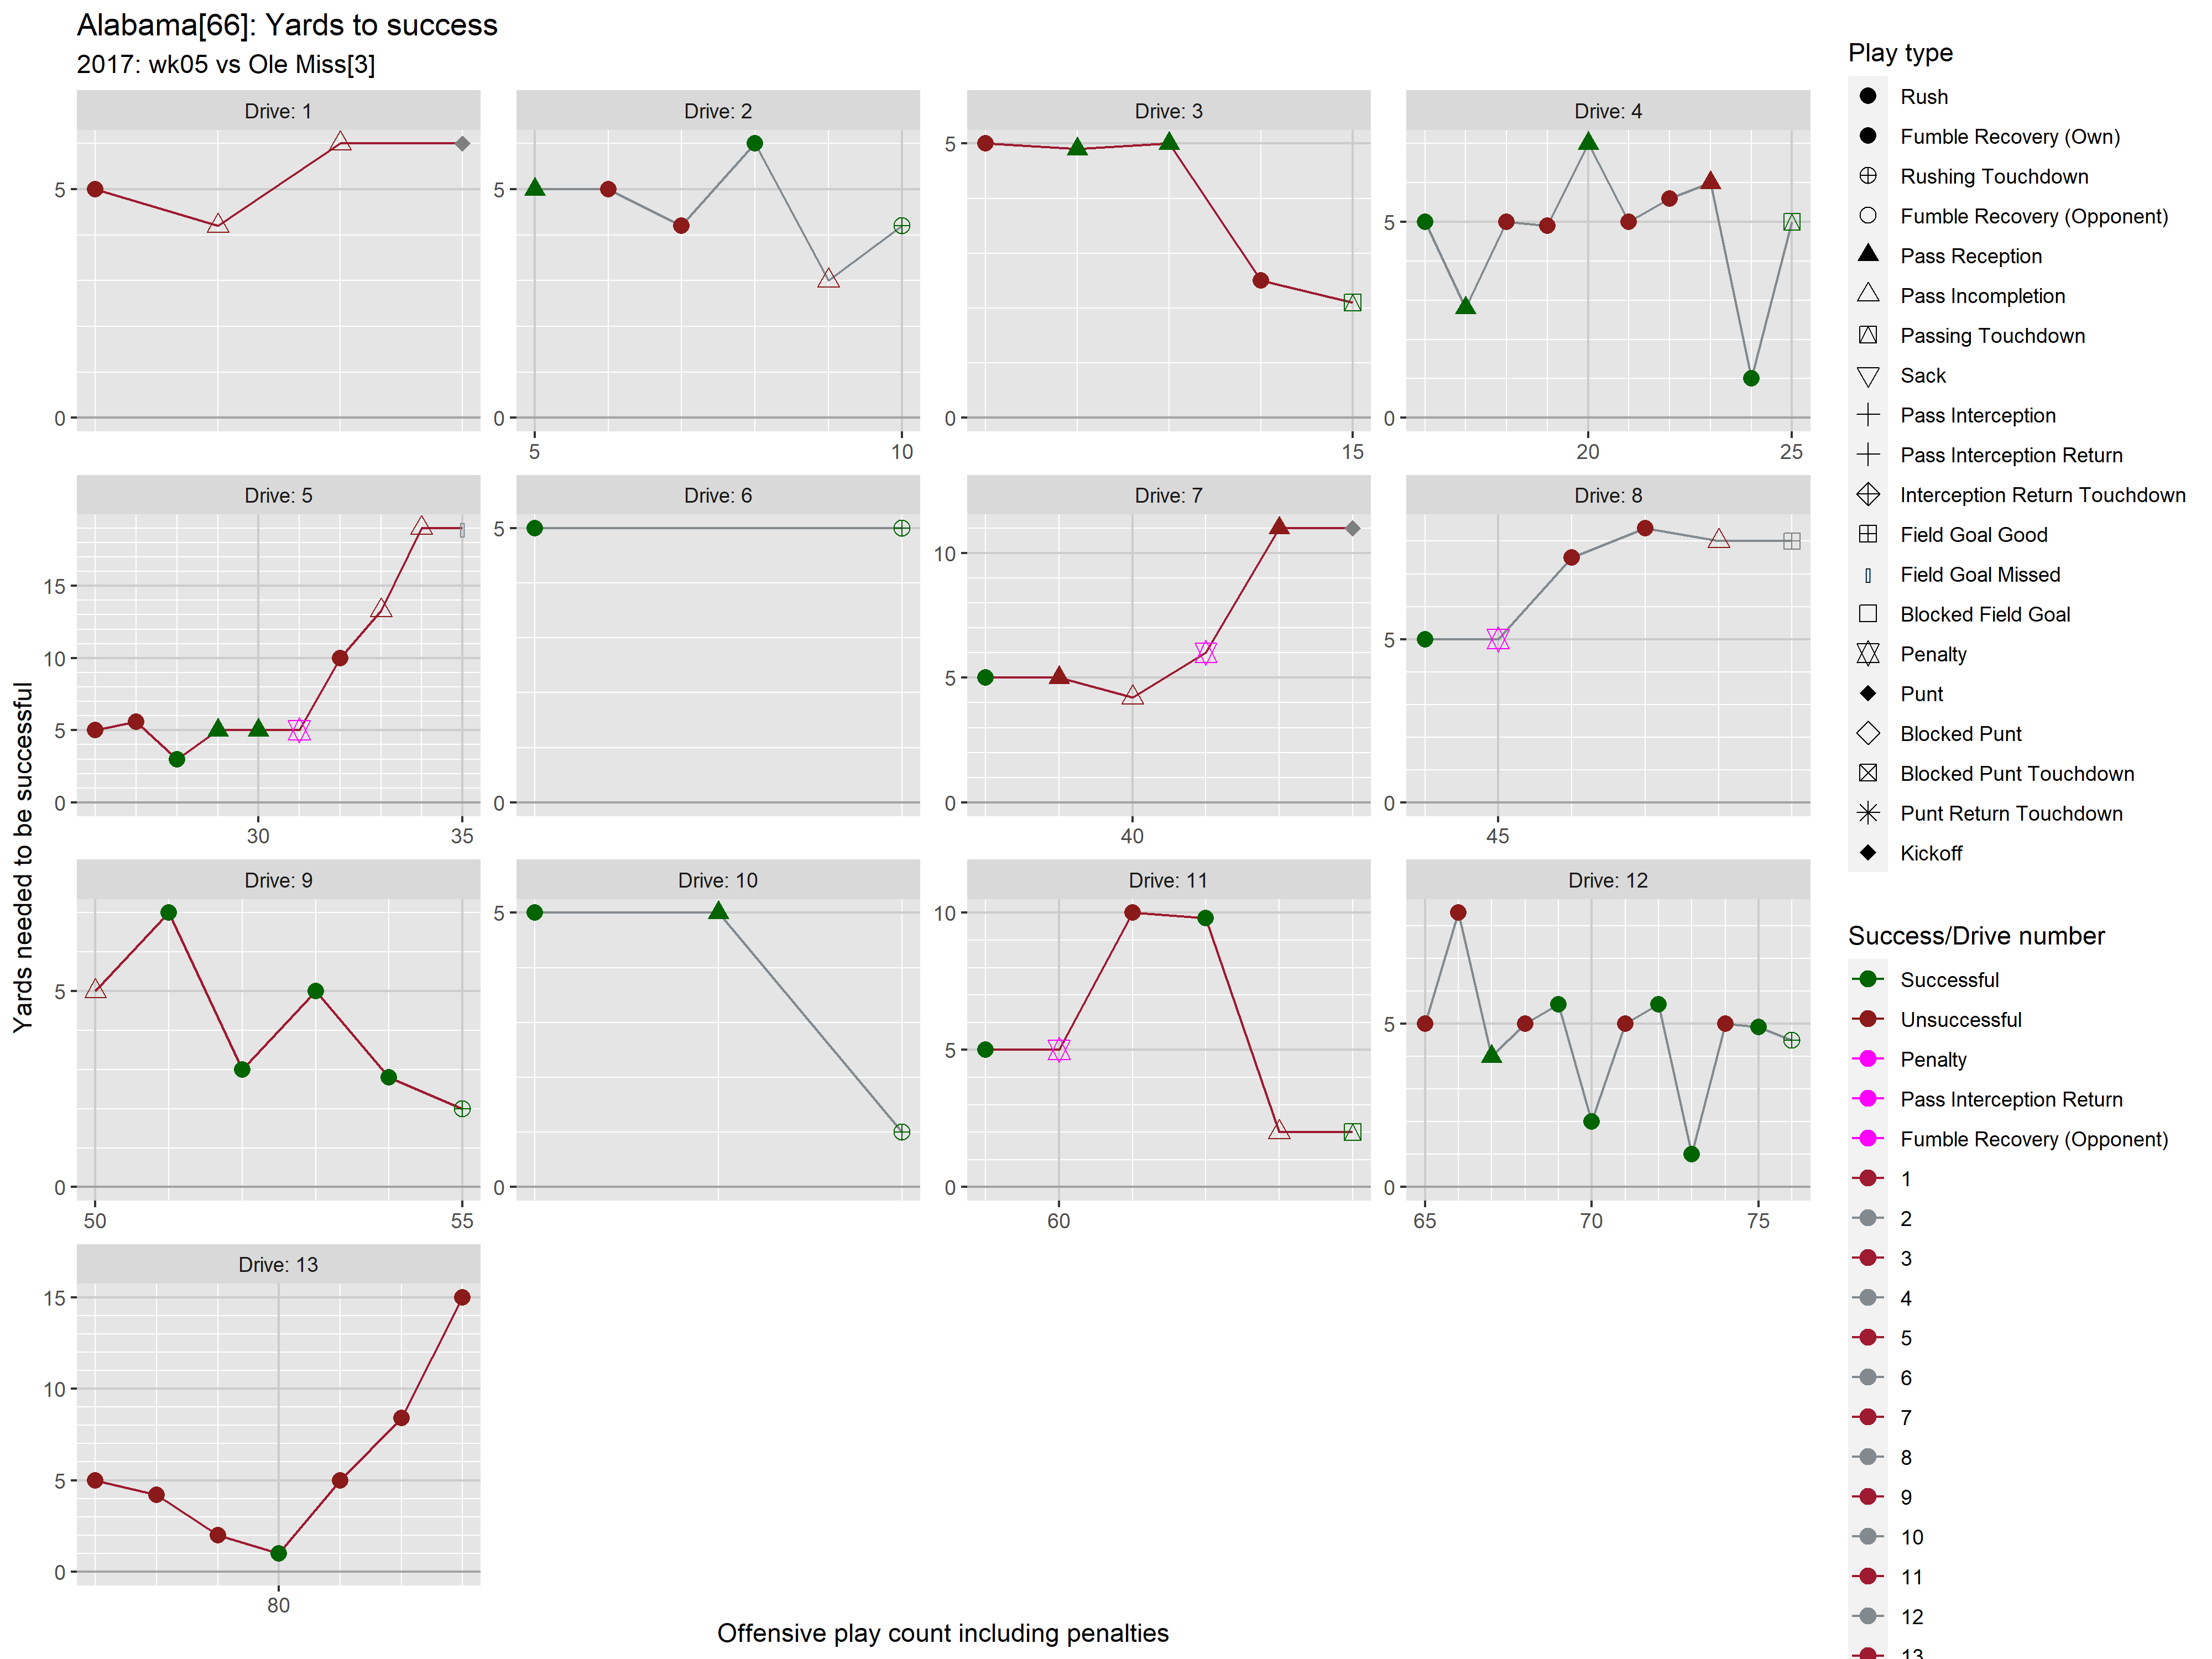 Alabama[66]: Yards to success
2017: wk05 vs Ole Miss[3]
Drive: 1
5
0
Drive: 2
5
0
5
10
Drive: 3
5
0
15
Drive: 4
5
0
20
25
Drive: 5
15
10
5
0
30
35
Drive: 6
5
0
Drive: 7
10
5
0
40
Drive: 8
5
0
45
Drive: 9
5
0
50
55
Drive: 10
5
0
Drive: 11
10
5
0
60
Drive: 12
5
0
65
70
75
Drive: 13
15
10
5
0
80
Yards needed to be successful
Offensive play count including penalties
Play type
Rush
Fumble Recovery (Own)
Rushing Touchdown
Fumble Recovery (Opponent)
Pass Reception
Pass Incompletion
Passing Touchdown
Sack
Pass Interception
Pass Interception Return
Interception Return Touchdown
Field Goal Good
Field Goal Missed
Blocked Field Goal
Penalty
Punt
Blocked Punt
Blocked Punt Touchdown
Punt Return Touchdown
Kickoff
Success/Drive number
Successful
Unsuccessful
Penalty
Pass Interception Return
Fumble Recovery (Opponent)
1
2
3
4
5
6
7
8
9
10
11
12
13